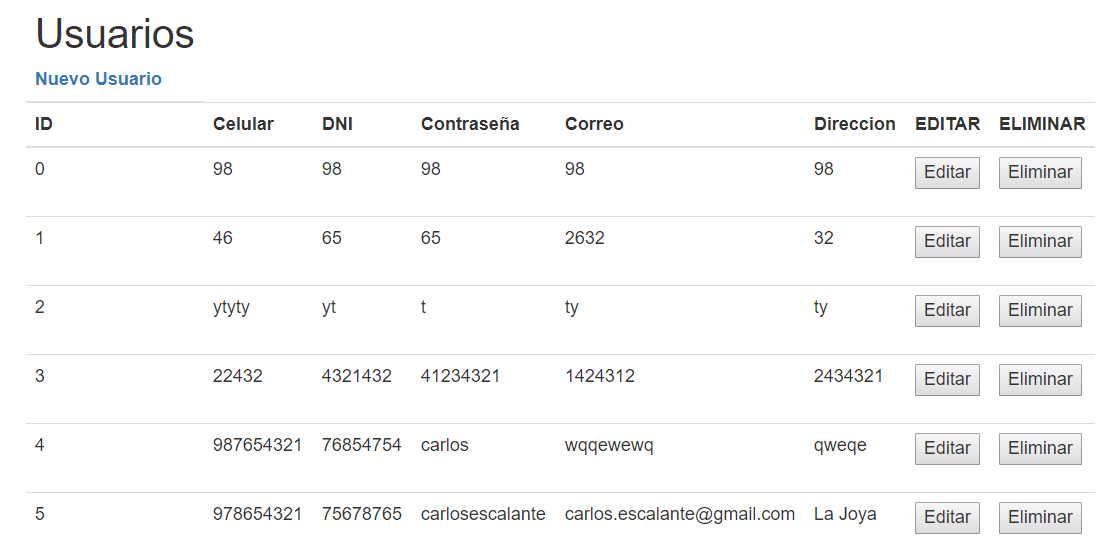 Usuarios
Nuevo Usuario
ID Celular DNI Contraseña Correo Direccion EDITAR ELIMINAR
0 98 98 98 98 98 Editar Eliminar
1 46 65 65 2632 32 Editar Eliminar
2 ytyty yt t ty ty Editar Eliminar
3 22432 4321432 41234321 1424312 2434321 Editar Eliminar
4 987654321 76854754 carlos wqqewewq qweqe Editar Eliminar
5 978654321 75678765 carlosescalante carlos.escalante@gmail.com La Joya Editar Eliminar